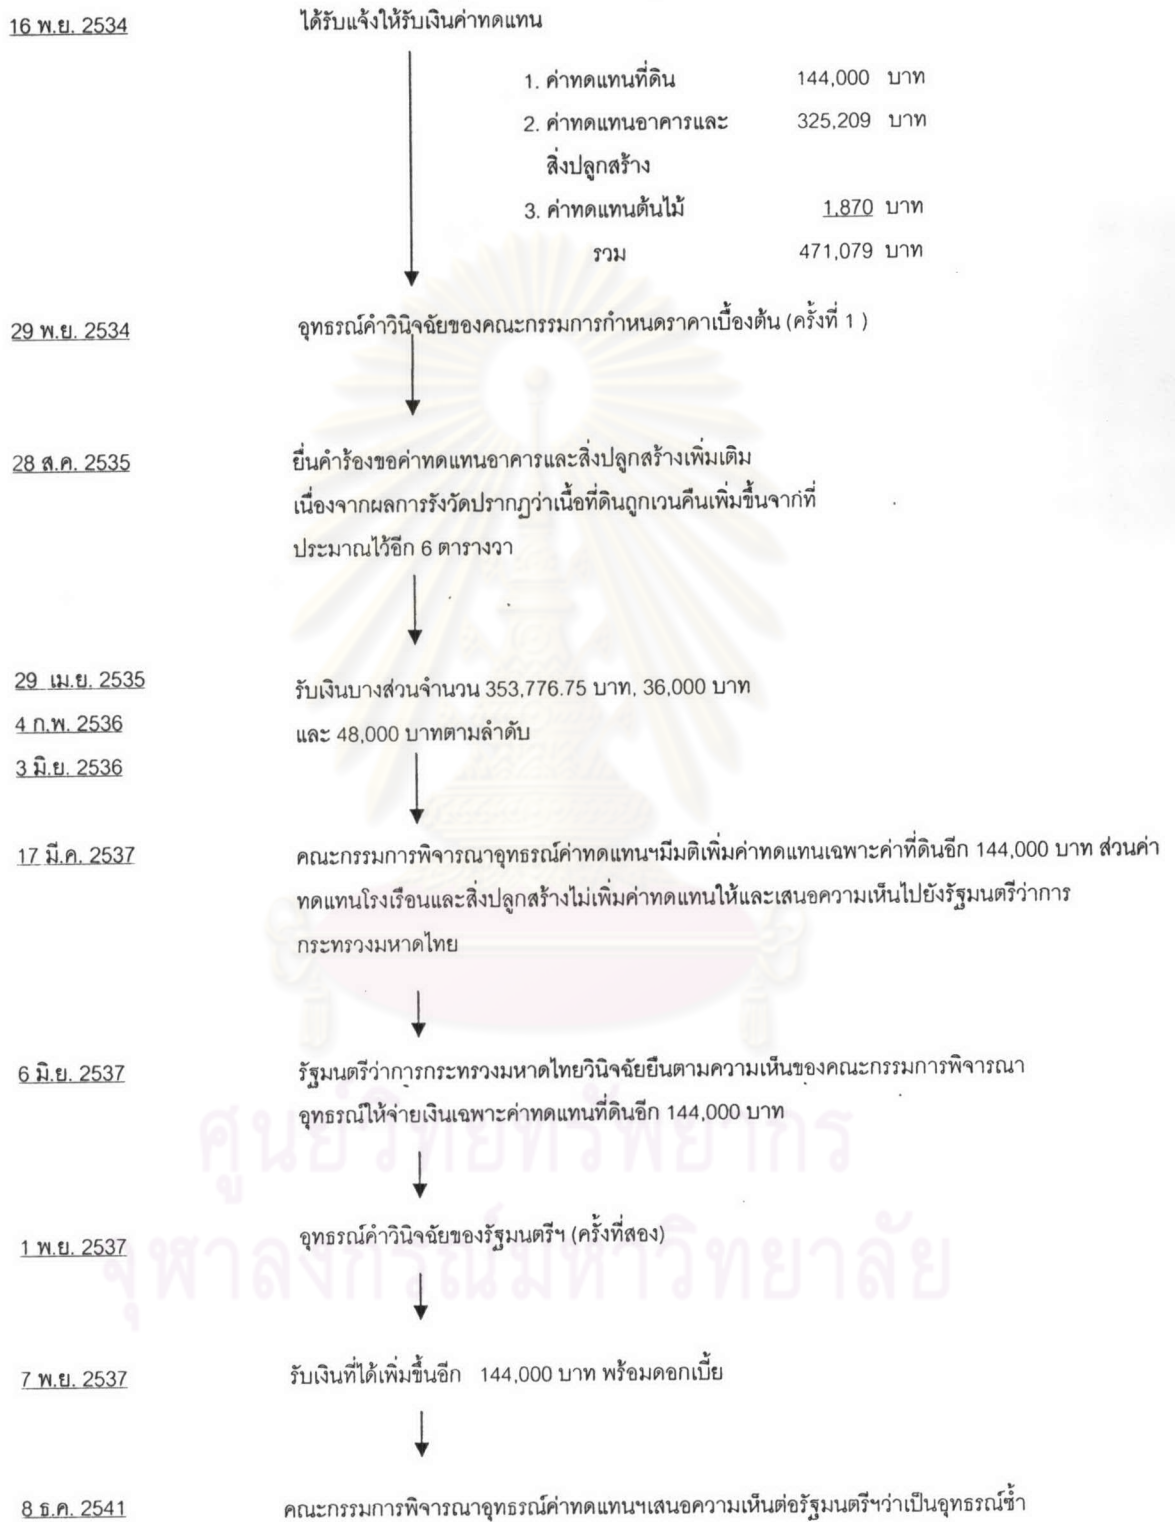 16 พ.ย. 2534 ได้รับแจ้งให้รับเงินค่าทดแทน
1. ค่าทดแทนที่ดิน 144,000 บาท
2. ค่าทดแทนอาคารและ 325,209 บาท
สิ่งปลูกสร้าง
3. ค่าทดแทนต้นไม้ 1,870 บาท
รวม 471,079 บาท
29 พ.ย. 2534 อุทธรณ์คำวินิจฉัยของคณะกรรมการกำหนดราคาเบื้องต้น (ครั้งที่ 1 )
28 ส.ค. 2535 ยื่นคำร้องขอค่าทดแทนอาคารและสิ่งปลูกสร้างเพิ่มเติม
เนื่องจากผลการรังวัดปรากฏว่าเนื้อที่ดินถูกเวนคืนเพิ่มขึ้นจากที่
ประมาณไว้อีก 6 ตารางวา
29 เม.ย. 2535 รับเงินบางส่วนจำนวน 353,776.75 บาท, 36,000 บาท
4 ก.พ. 2536 และ 48,000 บาทตามลำดับ
3 มิ.ย. 2536
17 มี.ค. 2537 คณะกรรมการพิจารณาอุทธรณ์ค่าทดแทนฯมีมติเพิ่มค่าทดแทนเฉพาะค่าที่ดินอีก 144,000 บาท ส่วนค่า
ทดแทนโรงเรือนและสิ่งปลูกสร้างไม่เพิ่มค่าทดแทนให้และเสนอความเห็นไปยังรัฐมนตรีว่าการ
กระทรวงมหาดไทย
6 มิ.ย. 2537 รัฐมนตรีว่าการกระทรวงมหาดไทยวินิจฉัยยืนตามความเห็นของคณะกรรมการพิจารณา
อุทธรณ์ให้จ่ายเงินเฉพาะค่าทดแทนที่ดินอีก 144,000 บาท
ศูนย์วิทยทรัพยากร
1 พ.ย. 2537 อุทธรณ์คำวินิจฉัยของรัฐมนตรีฯ (ครั้งที่สอง)
จุฬาลงกรณ์มหาวิทยาลัย
7 พ.ย. 2537 รับเงินที่ได้เพิ่มขึ้นอีก 144,000 บาท พร้อมดอกเบี้ย
8 ธ.ค. 2541 คณะกรรมการพิจารณาอุทธรณ์ค่าทดแทนฯเสนอความเห็นต่อรัฐมนตรีฯว่าเป็นอุทธรณ์ซ้ำ